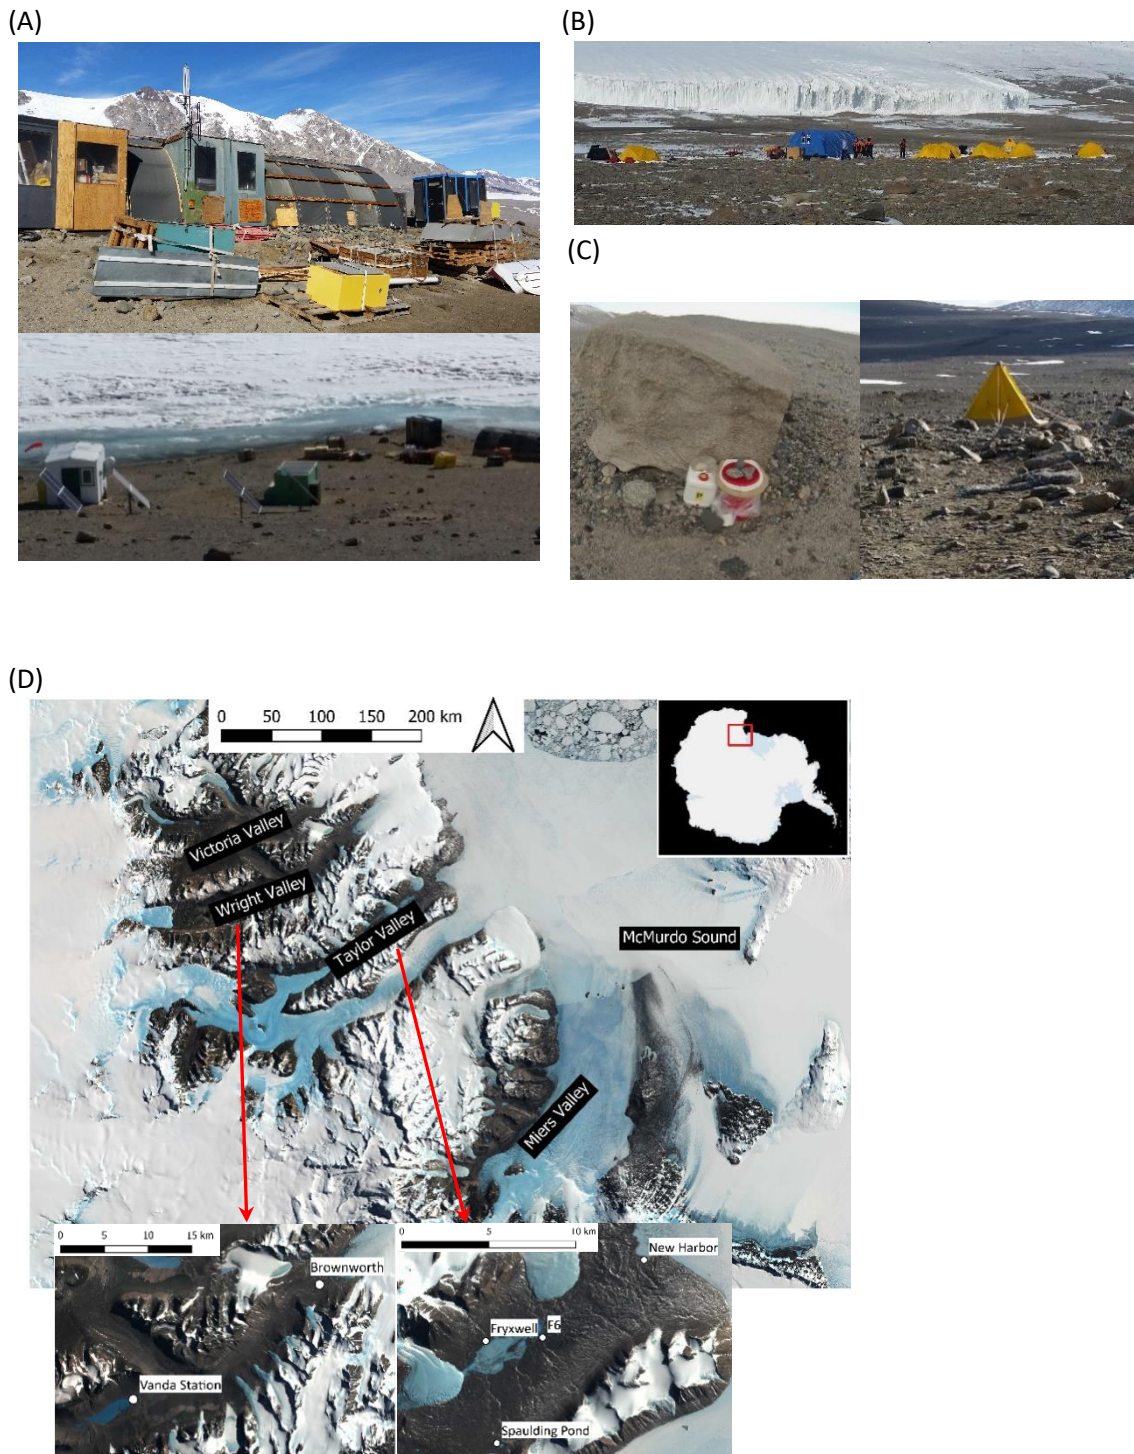 (A)
(B)
(C)
(D)
0 50 100 150 200 km
Victoria Valley
Wright Valley
Taylor Valley
McMurdo Sound
Miers Valley
0 5 10 15 km
Brownworth
Vanda Station
0 5 10 km
New Harbor
Fryxwell
F6
Spaulding Pond